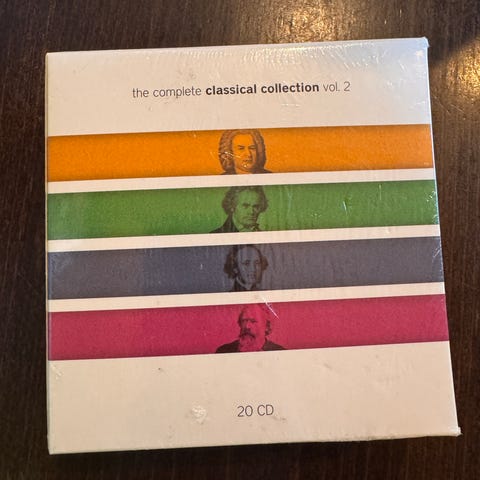 the complete classical collection vol. 2
20 CD